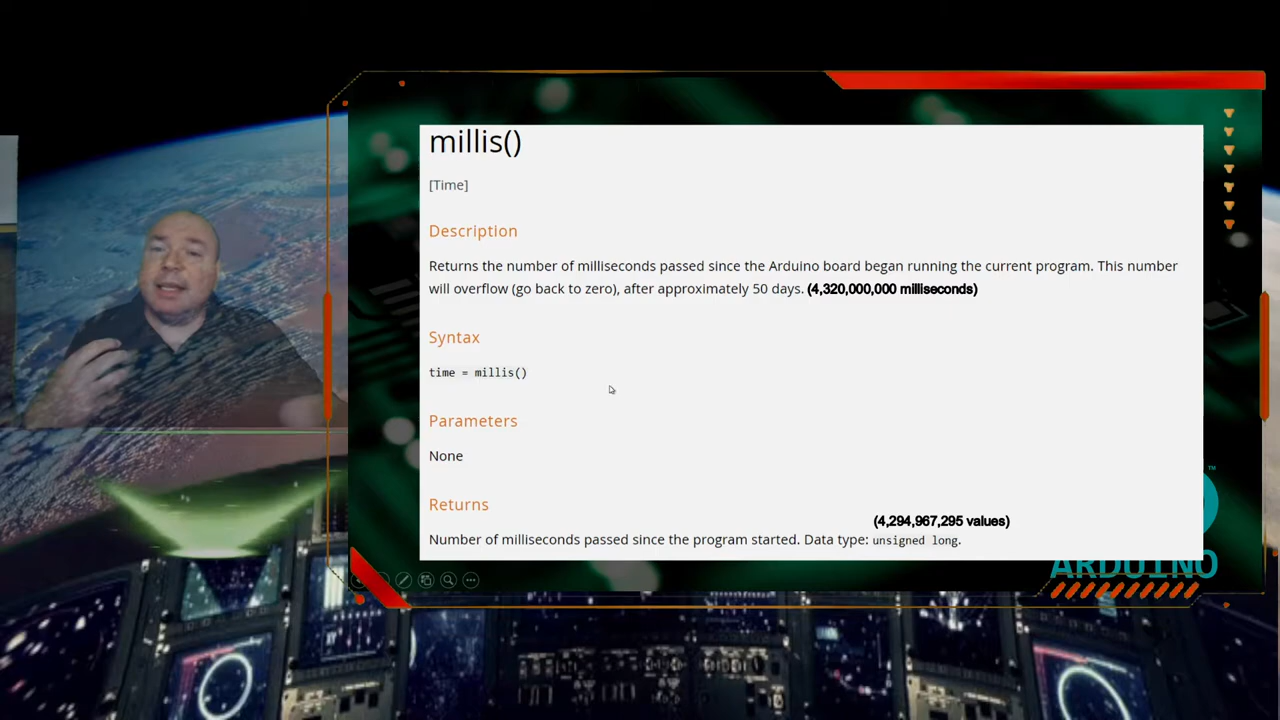 millis()
[Time]
Description
Returns the number of milliseconds passed since the Arduino board began running the current program. This number
will overflow (go back to zero), after approximately 50 days. (4,320,000,000 milliseconds)
Syntax
time = millis()
Parameters
None
Returns
(4,294,967,295 values)
Number of milliseconds passed since the program started. Data type: unsigned long.
™
ARDUINO